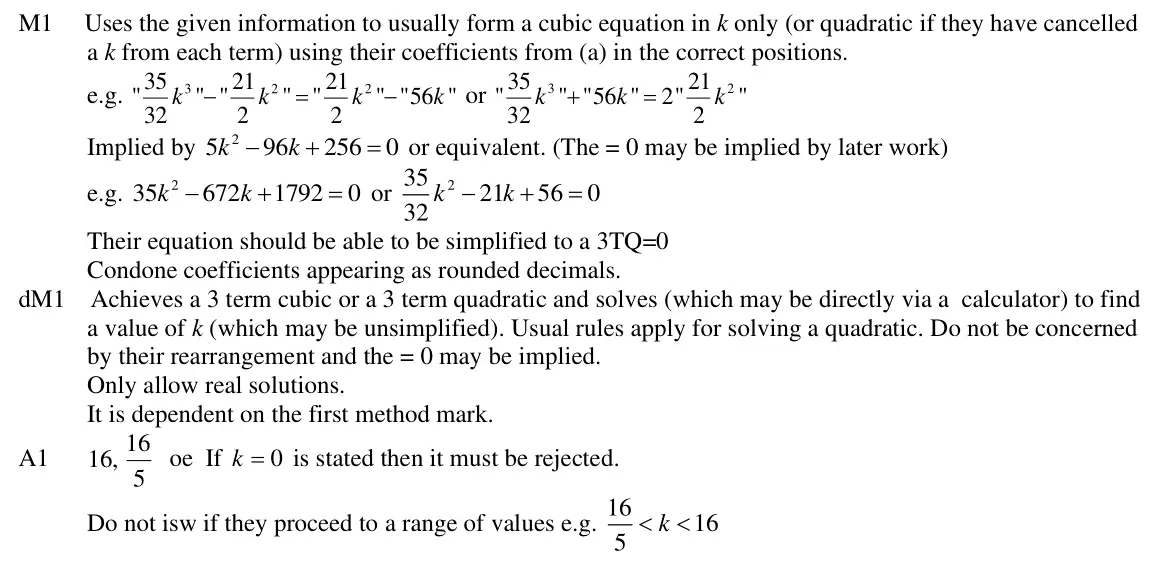 M1 Uses the given information to usually form a cubic equation in k only (or quadratic if they have cancelled
a k from each term) using their coefficients from (a) in the correct positions.
e.g. "35/32 k³"–"21/2 k²"="21/2 k²"–"56k" or "35/32 k³"+"56k"=2"21/2 k²"
Implied by 5k² – 96k + 256 = 0 or equivalent. (The = 0 may be implied by later work)
e.g. 35k² – 672k + 1792 = 0 or 35/32 k² – 21k + 56 = 0
Their equation should be able to be simplified to a 3TQ=0
Condone coefficients appearing as rounded decimals.
dM1 Achieves a 3 term cubic or a 3 term quadratic and solves (which may be directly via a calculator) to find
a value of k (which may be unsimplified). Usual rules apply for solving a quadratic. Do not be concerned
by their rearrangement and the = 0 may be implied.
Only allow real solutions.
It is dependent on the first method mark.
A1 16, 16/5 oe If k = 0 is stated then it must be rejected.
Do not isw if they proceed to a range of values e.g. 16/5 < k < 16